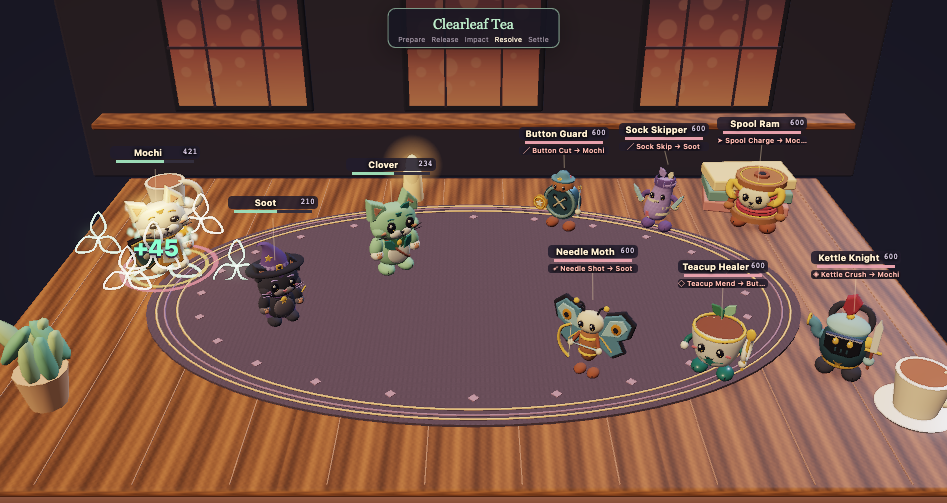 Clearleaf Tea
Prepare Release Impact Resolve Settle
Mochi 421
+45
Soot 210
Clover 234
Button Guard 600
Button Cut → Mochi
Sock Skipper 600
Sock Skip → Soot
Spool Ram 600
Spool Charge → Moc...
Needle Moth 600
Needle Shot → Soot
Teacup Healer 600
Teacup Mend → But...
Kettle Knight 600
Kettle Crush → Mochi